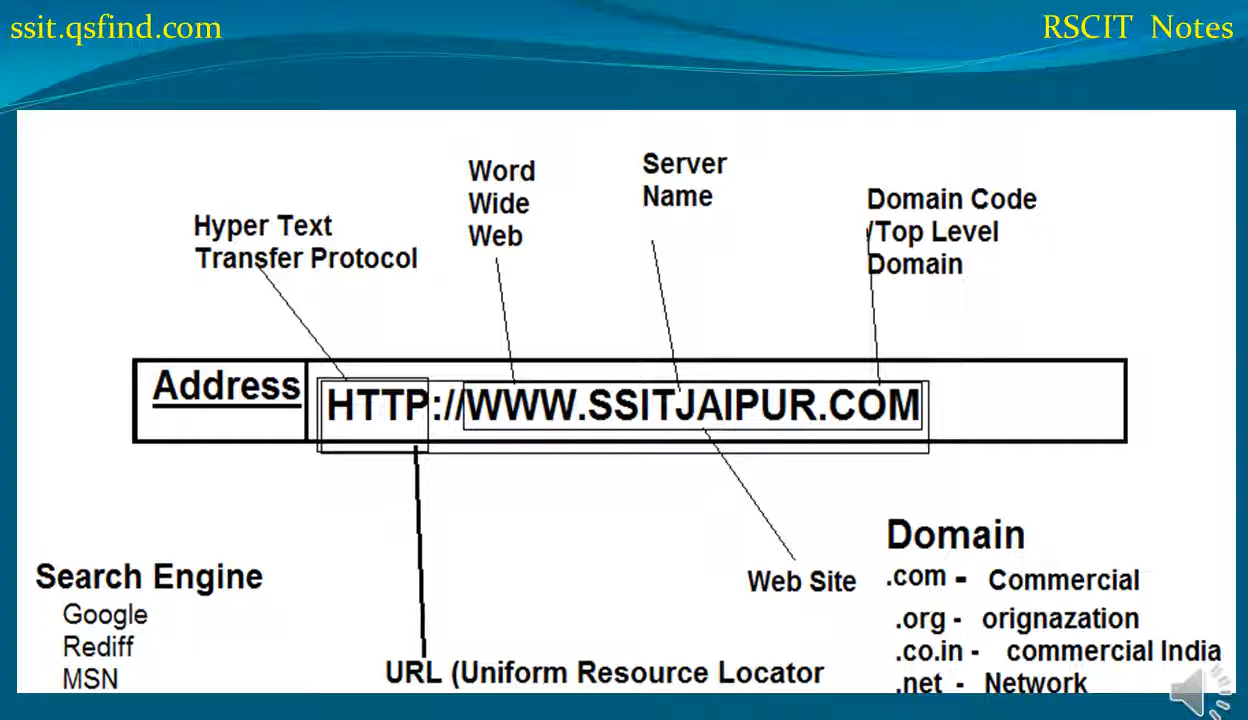 ssit.qsfind.com
RSCIT Notes
Hyper Text
Transfer Protocol
Word
Wide
Web
Server
Name
Domain Code
/Top Level
Domain
Address
HTTP://WWW.SSITJAIPUR.COM
Search Engine
Google
Rediff
MSN
URL (Uniform Resource Locator
Web Site
Domain
.com - Commercial
.org - orignazation
.co.in - commercial India
.net - Network